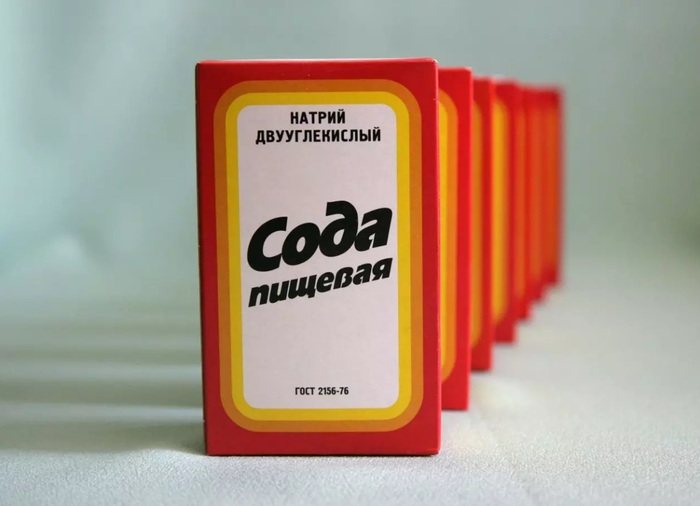 НАТРИЙ
ДВУУГЛЕКИСЛЫЙ
Сода
пищевая
ГОСТ 2156-76